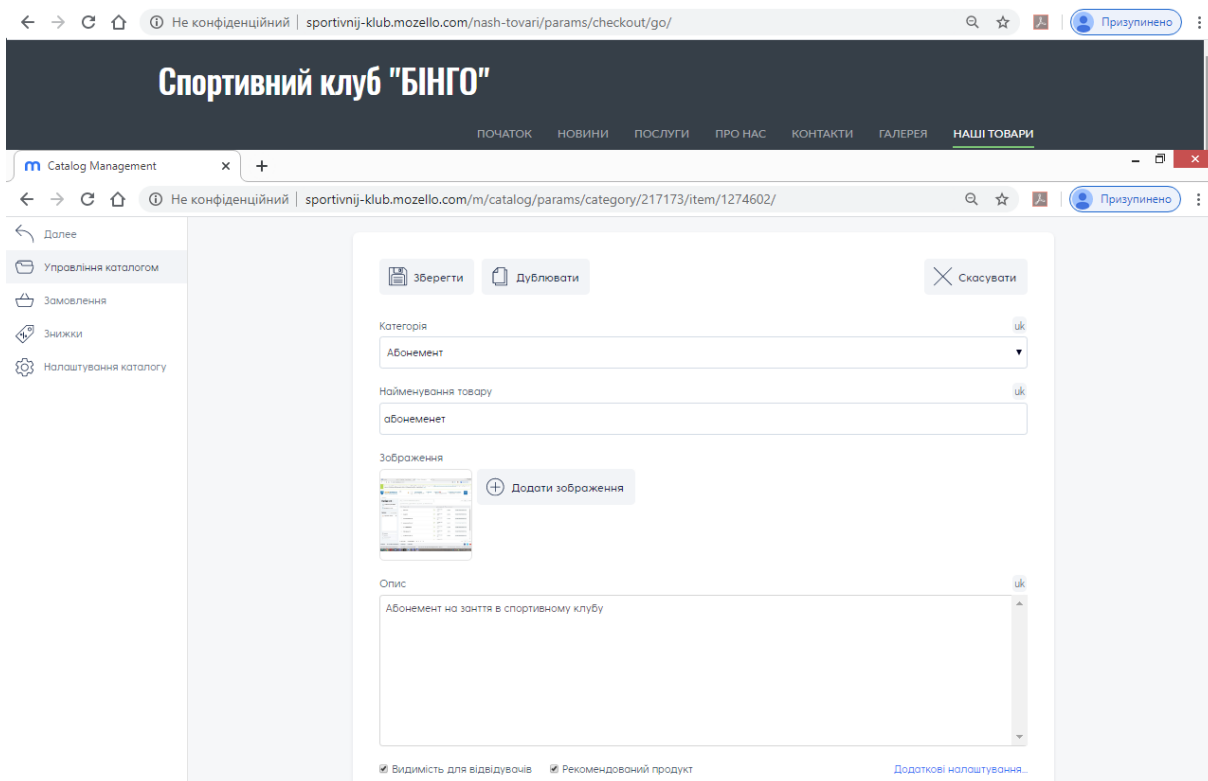 Не конфіденційний sportivnij-klub.mozello.com/nash-tovari/params/checkout/go/ Призупинено
Спортивний клуб "БІНГО"
ПОЧАТОК НОВИНИ ПОСЛУГИ ПРО НАС КОНТАКТИ ГАЛЕРЕЯ НАШІ ТОВАРИ
Catalog Management
Не конфіденційний sportivnij-klub.mozello.com/m/catalog/params/category/217173/item/1274602/ Призупинено
Далее
Управління каталогом
Замовлення
Знижки
Налаштування каталогу
Зберегти Дублювати Скасувати
Категорія uk
Абонемент
Найменування товару uk
абонеменет
Зображення
Додати зображення
Опис uk
Абонемент на зантя в спортивному клубу
Видимість для відвідувачів Рекомендований продукт Додаткові налаштування...